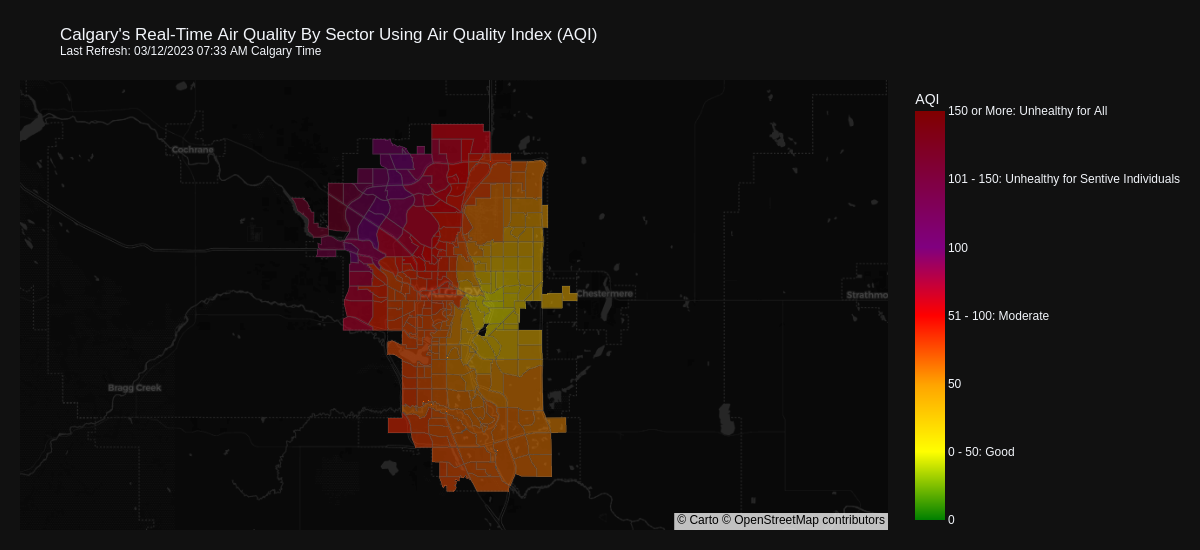 Calgary's Real-Time Air Quality By Sector Using Air Quality Index (AQI)
Last Refresh: 03/12/2023 07:33 AM Calgary Time
AQI
150 or More: Unhealthy for All
Cochrane
101 - 150: Unhealthy for Sentive Individuals
100
CALGARY
Chestermere
Strathmo
51 - 100: Moderate
Bragg Creek
50
0 - 50: Good
0
© Carto © OpenStreetMap contributors